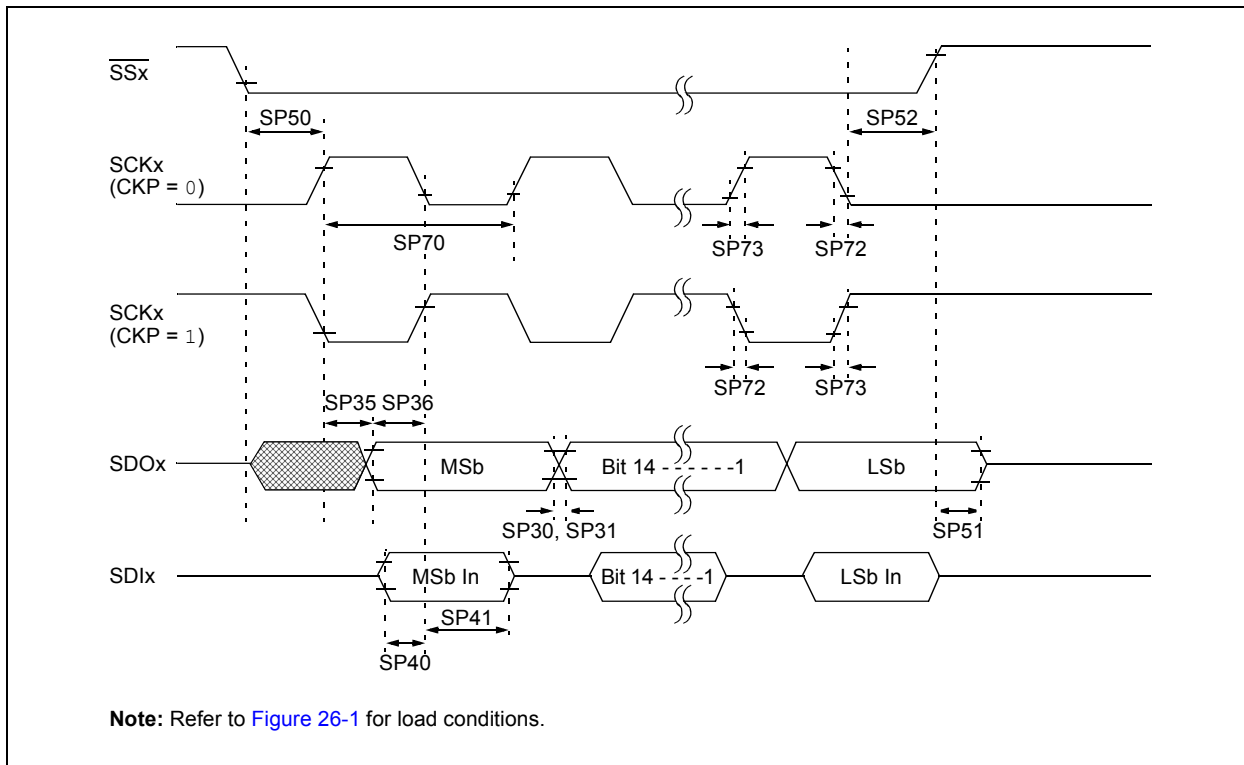 SSx
SP50
SP52
SCKx
(CKP = 0)
SP70
SP73
SP72
SCKx
(CKP = 1)
SP72
SP73
SP35
SP36
SDOx
MSb
Bit 14 - - - - - -1
LSb
SP30, SP31
SP51
SDIx
MSb In
Bit 14 - - - -1
LSb In
SP41
SP40
Note: Refer to Figure 26-1 for load conditions.